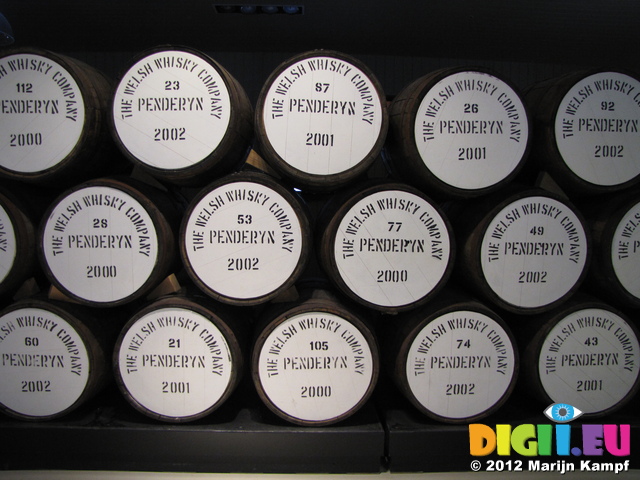 112
THE WELSH WHISKY COMPANY
PENDERYN
2000
23
THE WELSH WHISKY COMPANY
PENDERYN
2002
87
THE WELSH WHISKY COMPANY
PENDERYN
2001
26
THE WELSH WHISKY COMPANY
PENDERYN
2001
92
THE WELSH WHISKY
PENDERYN
2002
28
THE WELSH WHISKY COMPANY
PENDERYN
2000
53
THE WELSH WHISKY COMPANY
PENDERYN
2002
77
THE WELSH WHISKY COMPANY
PENDERYN
2000
49
THE WELSH WHISKY COMPANY
PENDERYN
2002
60
WELSH WHISKY COMPANY
PENDERYN
2002
21
THE WELSH WHISKY COMPANY
PENDERYN
2001
105
THE WELSH WHISKY COMPANY
PENDERYN
2000
74
THE WELSH WHISKY COMPANY
PENDERYN
2002
43
THE WELSH WHISKY COMPANY
PENDERYN
2001
DIGII.EU
© 2012 Marijn Kampf